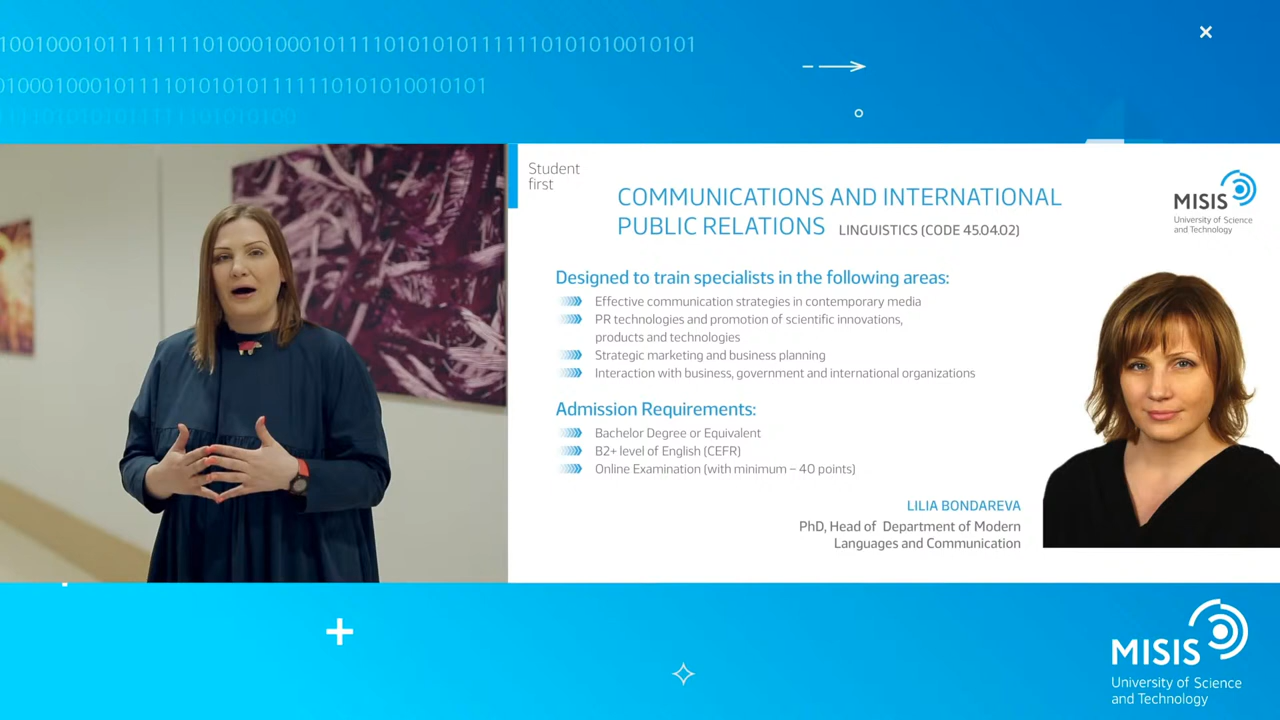 10010001011111111010001000101111010101011111101010100101 01
Student
first
COMMUNICATIONS AND INTERNATIONAL
PUBLIC RELATIONS LINGUISTICS (CODE 45.04.02)
MISIS
University of Science
and Technology
Designed to train specialists in the following areas:
Effective communication strategies in contemporary media
PR technologies and promotion of scientific innovations,
products and technologies
Strategic marketing and business planning
Interaction with business, government and international organizations
Admission Requirements:
Bachelor Degree or Equivalent
B2+ level of English (CEFR)
Online Examination (with minimum – 40 points)
LILIA BONDAREVA
PhD, Head of Department of Modern
Languages and Communication
MISIS
University of Science
and Technology